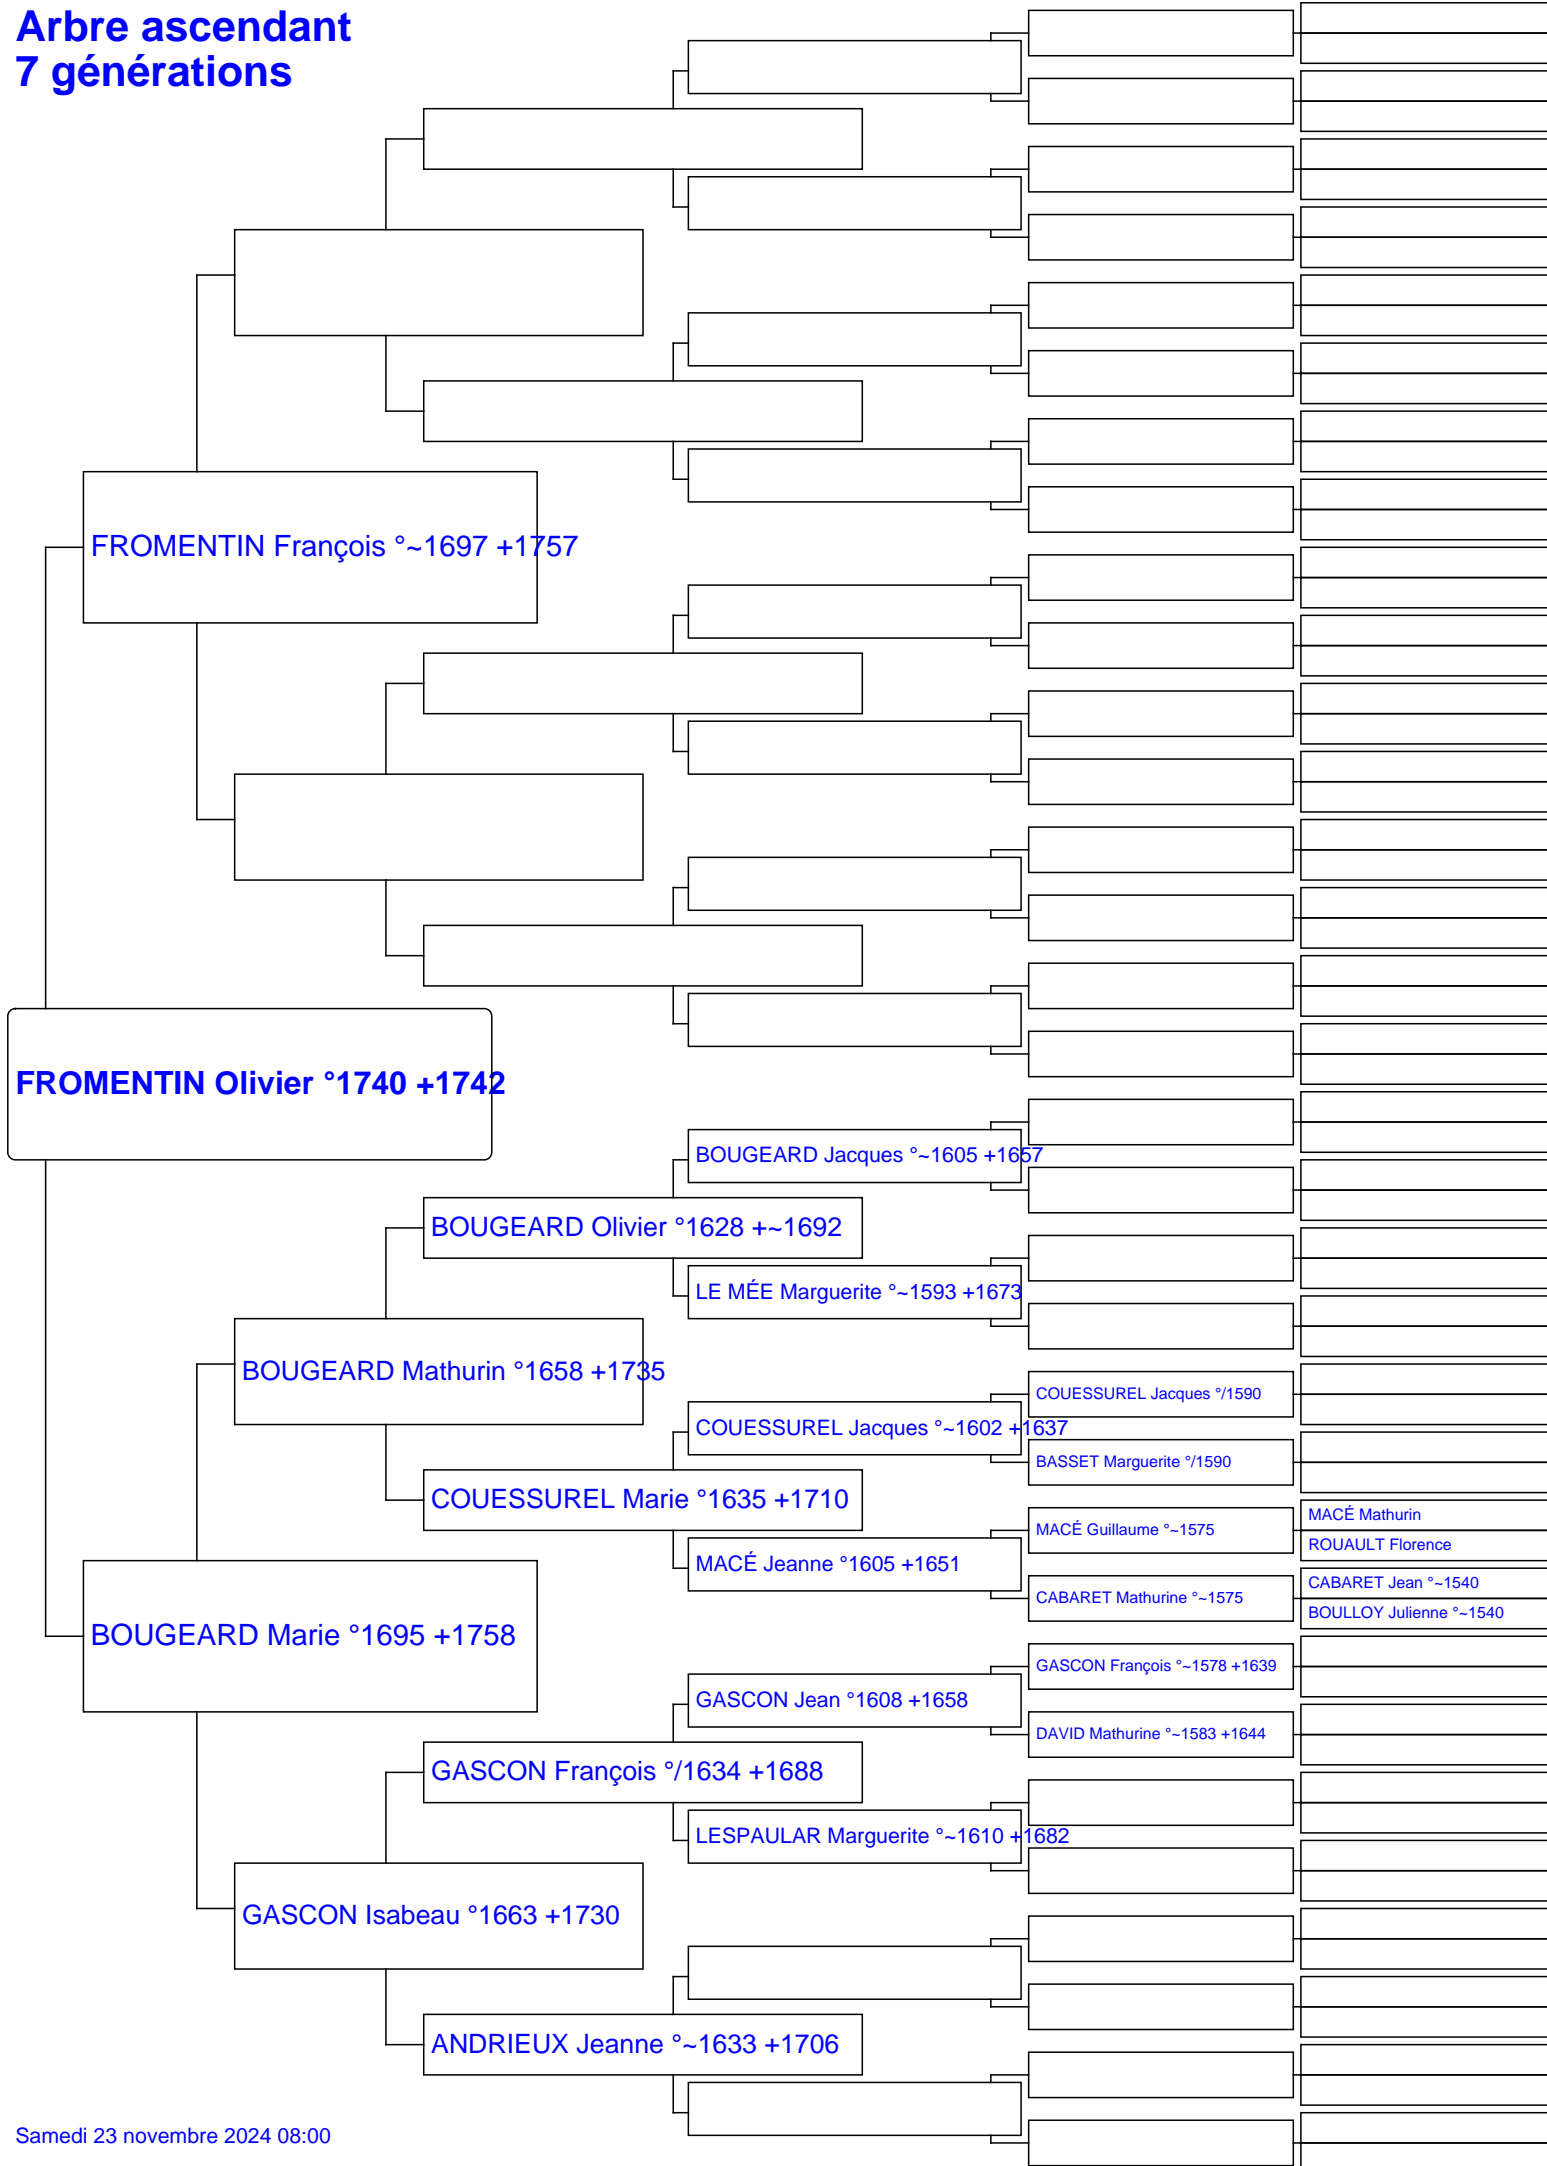 Arbre ascendant
7 générations
FROMENTIN François °~1697 +1757
FROMENTIN Olivier °1740 +1742
BOUGEARD Jacques °~1605 +1657
BOUGEARD Olivier °1628 +~1692
LE MÉE Marguerite °~1593 +1673
BOUGEARD Mathurin °1658 +1735
COUESSUREL Jacques °/1590
COUESSUREL Jacques °~1602 +1637
BASSET Marguerite °/1590
COUESSUREL Marie °1635 +1710
MACÉ Mathurin
MACÉ Guillaume °~1575
ROUAULT Florence
MACÉ Jeanne °1605 +1651
CABARET Jean °~1540
CABARET Mathurine °~1575
BOULLOY Julienne °~1540
BOUGEARD Marie °1695 +1758
GASCON François °~1578 +1639
GASCON Jean °1608 +1658
DAVID Mathurine °~1583 +1644
GASCON François °/1634 +1688
LESPAULAR Marguerite °~1610 +1682
GASCON Isabeau °1663 +1730
ANDRIEUX Jeanne °~1633 +1706
Samedi 23 novembre 2024 08:00